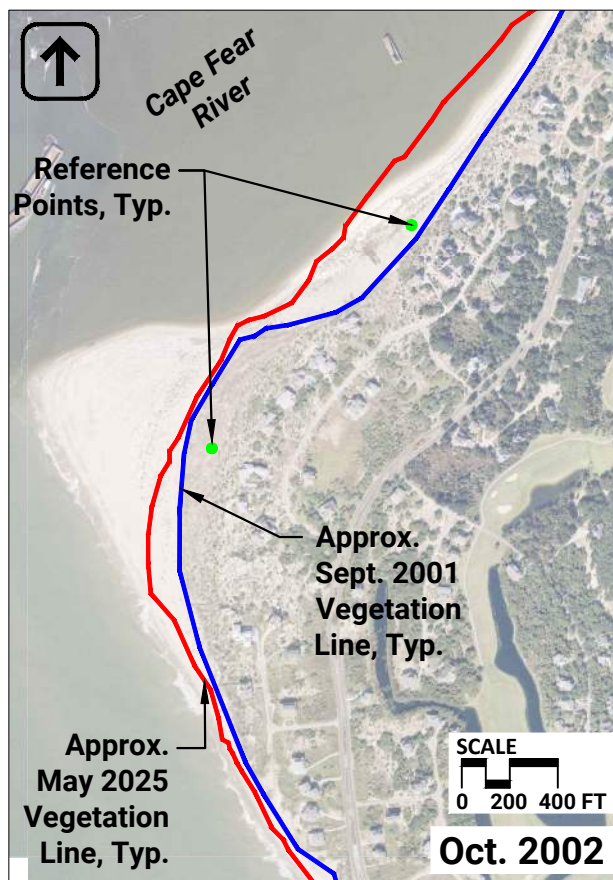 Cape Fear
River
Reference
Points, Typ.
Approx.
Sept. 2001
Vegetation
Line, Typ.
Approx.
May 2025
Vegetation
Line, Typ.
SCALE
0 200 400 FT
Oct. 2002